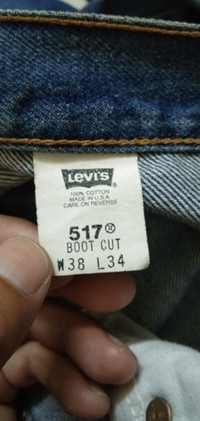 LEVI'S®
100% COTTON
MADE IN U.S.A
CARE ON REVERSE
517®
BOOT CUT
W38 L34